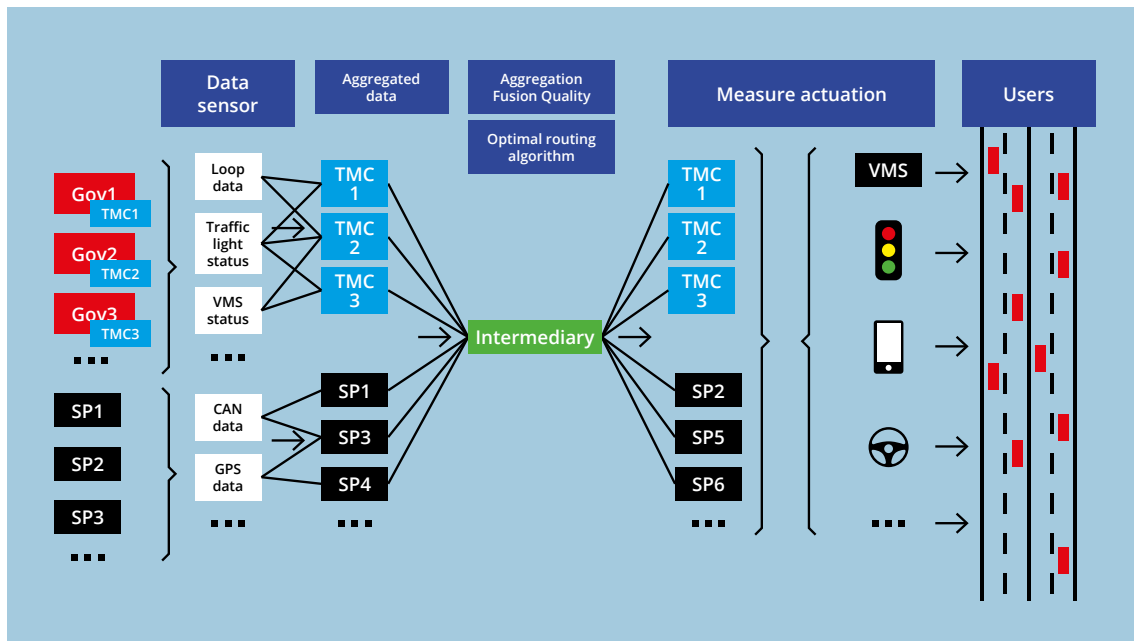 Data
sensor
Aggregated
data
Aggregation
Fusion Quality
Optimal routing
algorithm
Measure actuation
Users
Gov1
TMC1
Gov2
TMC2
Gov3
TMC3
SP1
SP2
SP3
Loop
data
Traffic
light
status
VMS
status
CAN
data
GPS
data
TMC
1
TMC
2
TMC
3
SP1
SP3
SP4
Intermediary
TMC
1
TMC
2
TMC
3
SP2
SP5
SP6
VMS